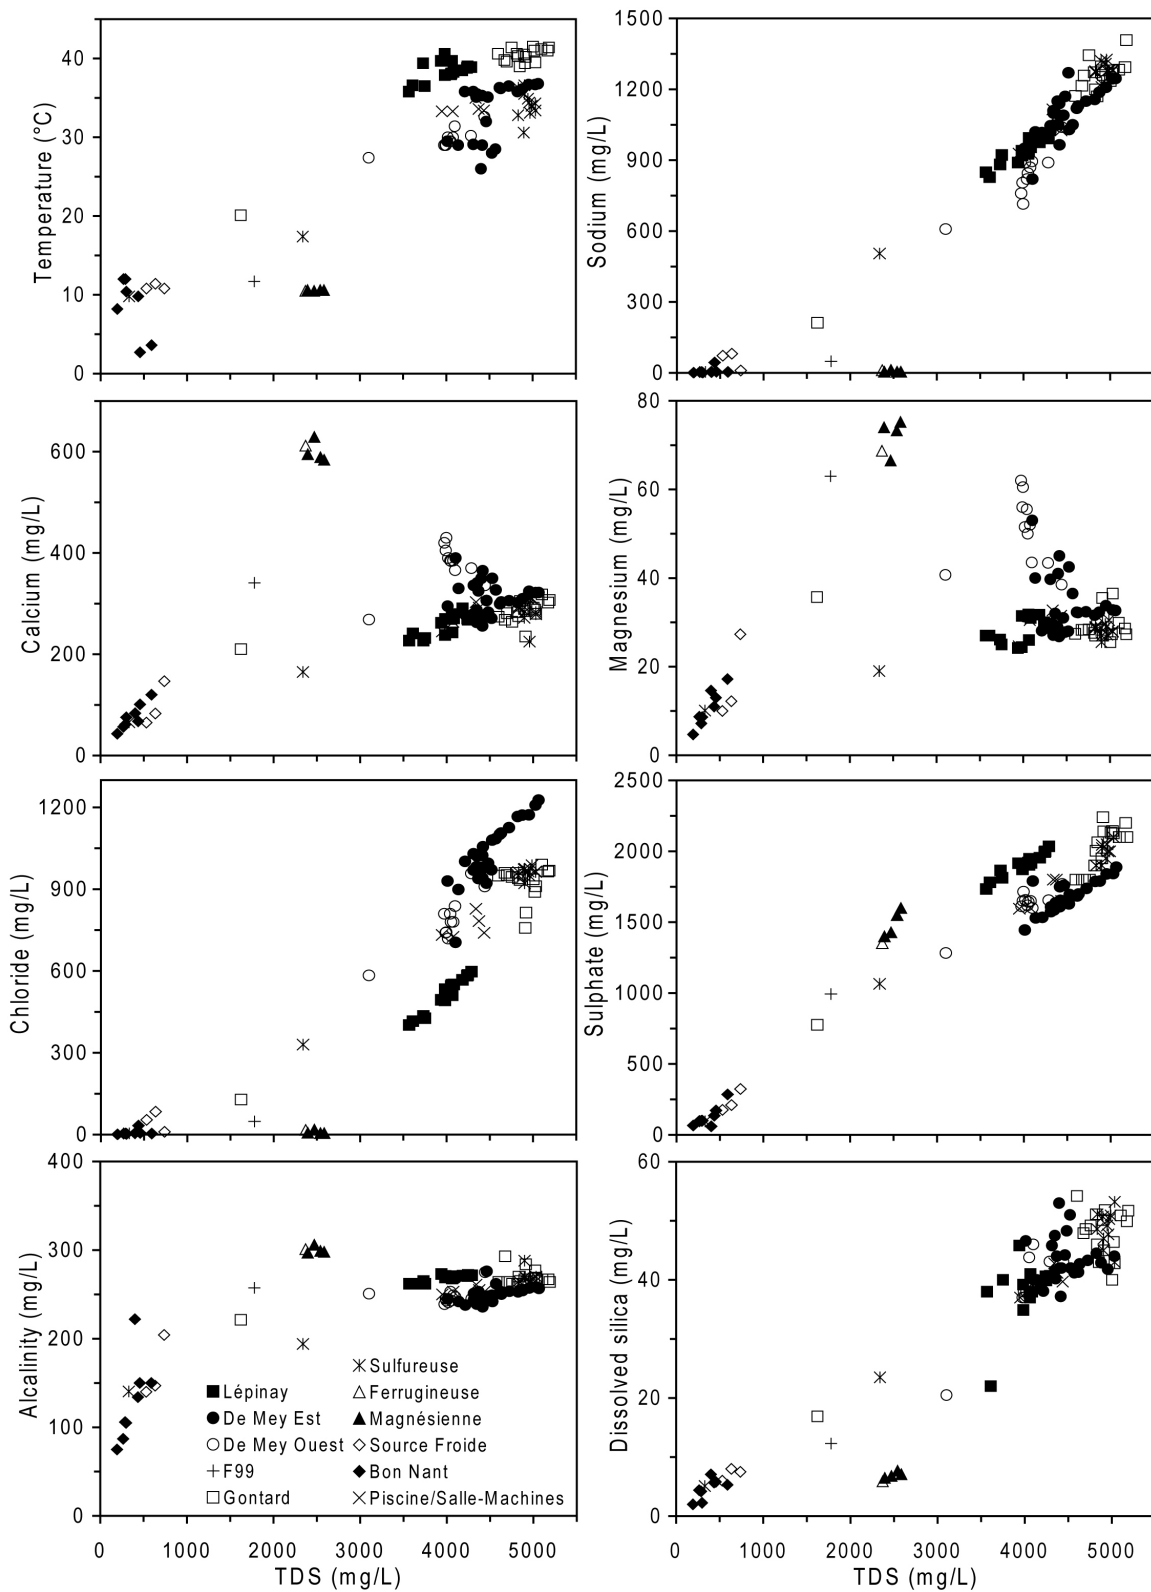 40
30
20
10
0
Temperature (°C)
1500
1200
900
600
300
0
Sodium (mg/L)
600
400
200
0
Calcium (mg/L)
80
60
40
20
0
Magnesium (mg/L)
1200
900
600
300
0
Chloride (mg/L)
2500
2000
1500
1000
500
0
Sulphate (mg/L)
400
300
200
100
0
Alcalinity (mg/L)
Lépinay
De Mey Est
De Mey Ouest
F99
Gontard
Sulfureuse
Ferrugineuse
Magnésienne
Source Froide
Bon Nant
Piscine/Salle-Machines
0 1000 2000 3000 4000 5000
TDS (mg/L)
60
40
20
0
Dissolved silica (mg/L)
0 1000 2000 3000 4000 5000
TDS (mg/L)